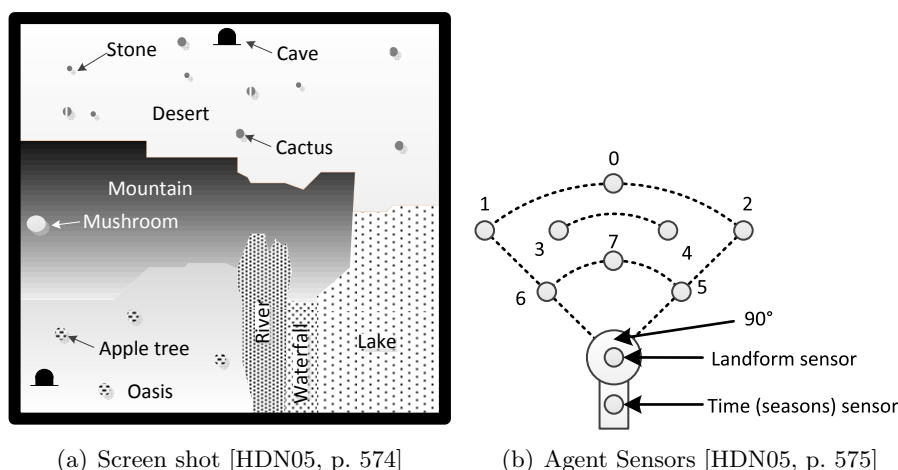 Stone
Cave
Desert
Cactus
Mountain
Mushroom
River
Waterfall
Lake
Apple tree
Oasis
0
1
2
3
4
7
6
5
90°
Landform sensor
Time (seasons) sensor
(a) Screen shot [HDN05, p. 574]
(b) Agent Sensors [HDN05, p. 575]